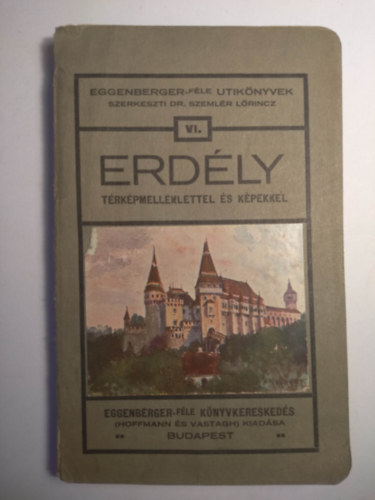 EGGENBERGER-FÉLE UTIKÖNYVEK
SZERKESZTI DR. SZEMLÉR LŐRINCZ
VI.
ERDÉLY
TÉRKÉPMELLÉKLETTEL ÉS KÉPEKKEL
EGGENBERGER-FÉLE KÖNYVKERESKEDÉS
(HOFFMANN ÉS VASTAGH) KIADÁSA
BUDAPEST